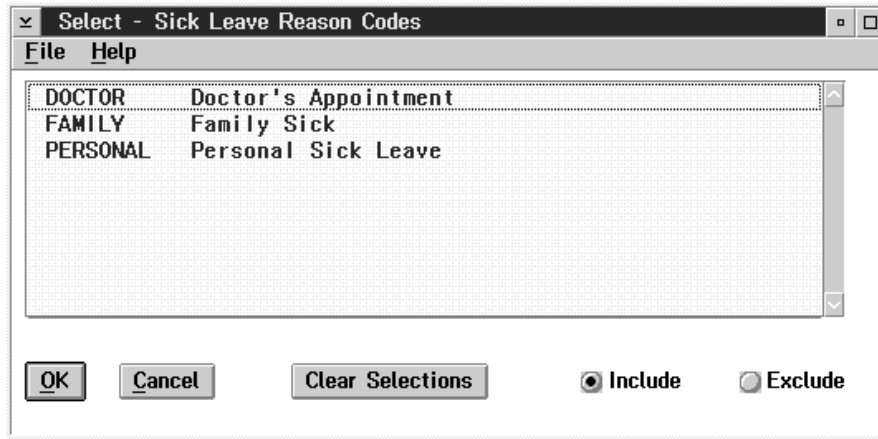 Select - Sick Leave Reason Codes
File Help
DOCTOR Doctor's Appointment
FAMILY Family Sick
PERSONAL Personal Sick Leave
OK Cancel Clear Selections Include Exclude